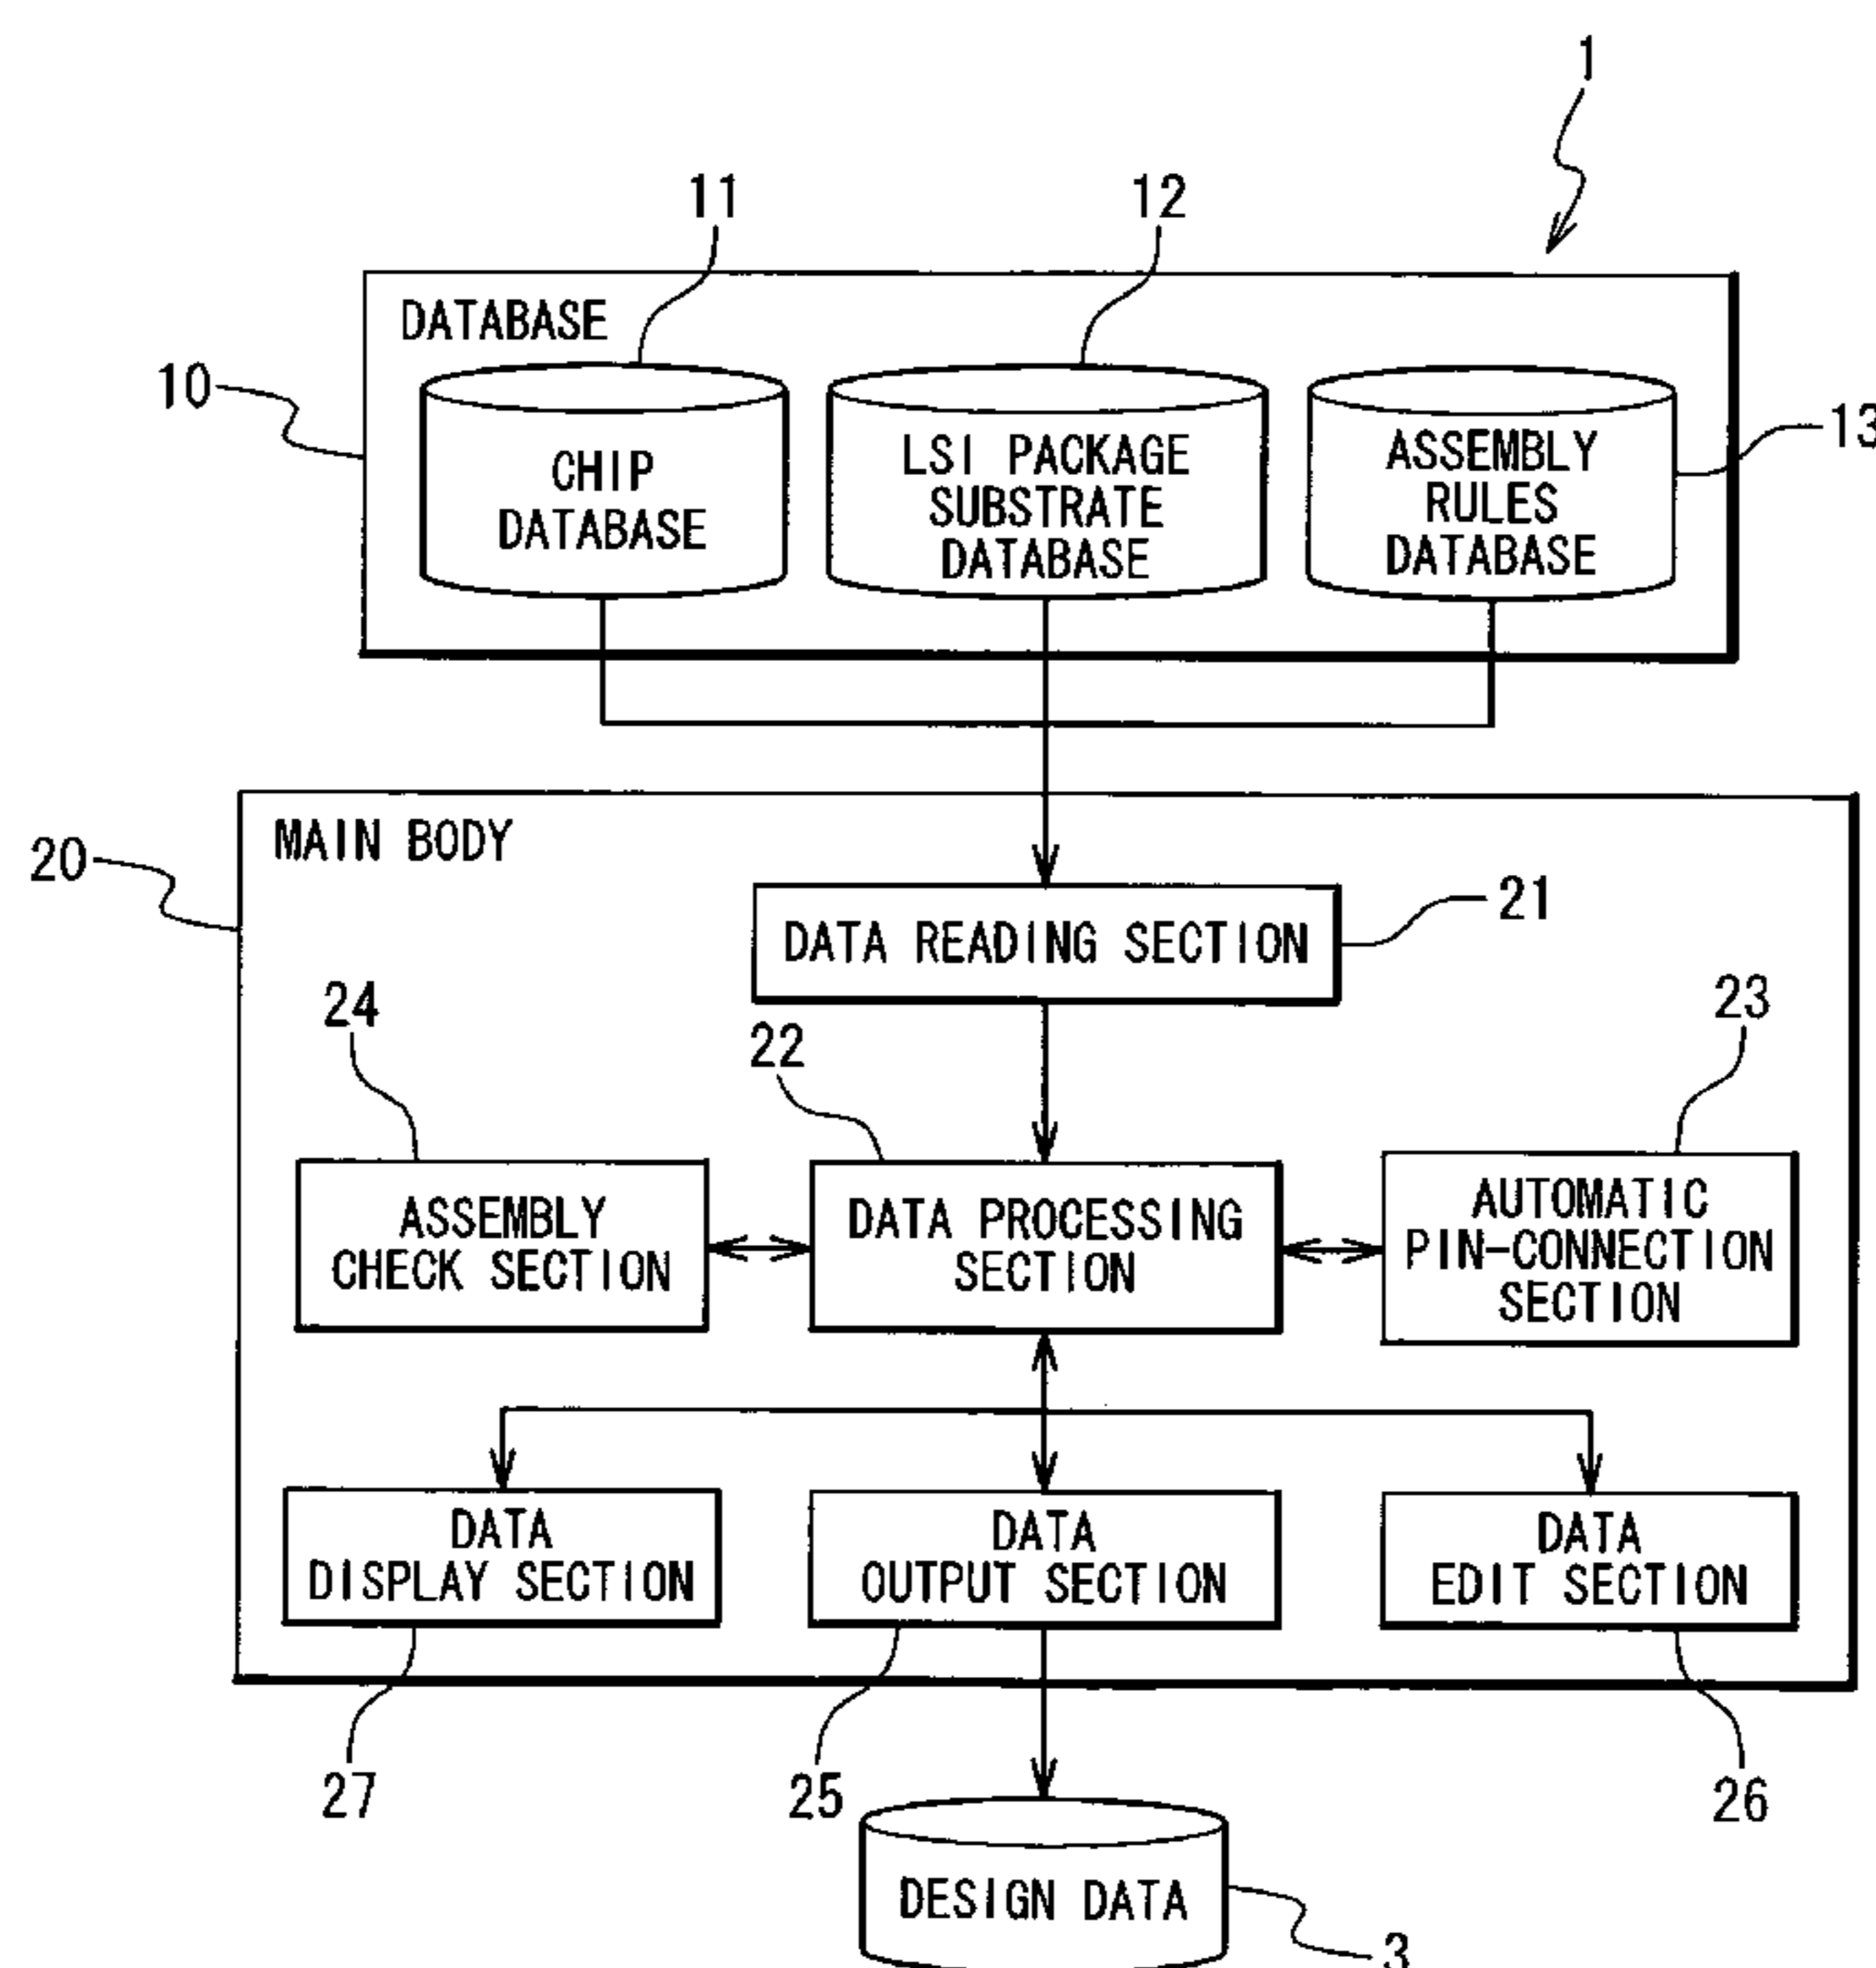 1
11
12
DATABASE
10
13
CHIP
DATABASE
LSI PACKAGE
SUBSTRATE
DATABASE
ASSEMBLY
RULES
DATABASE
20
MAIN BODY
21
DATA READING SECTION
24
22
23
ASSEMBLY
CHECK SECTION
DATA PROCESSING
SECTION
AUTOMATIC
PIN-CONNECTION
SECTION
DATA
DISPLAY SECTION
DATA
OUTPUT SECTION
DATA
EDIT SECTION
27
25
26
DESIGN DATA
3